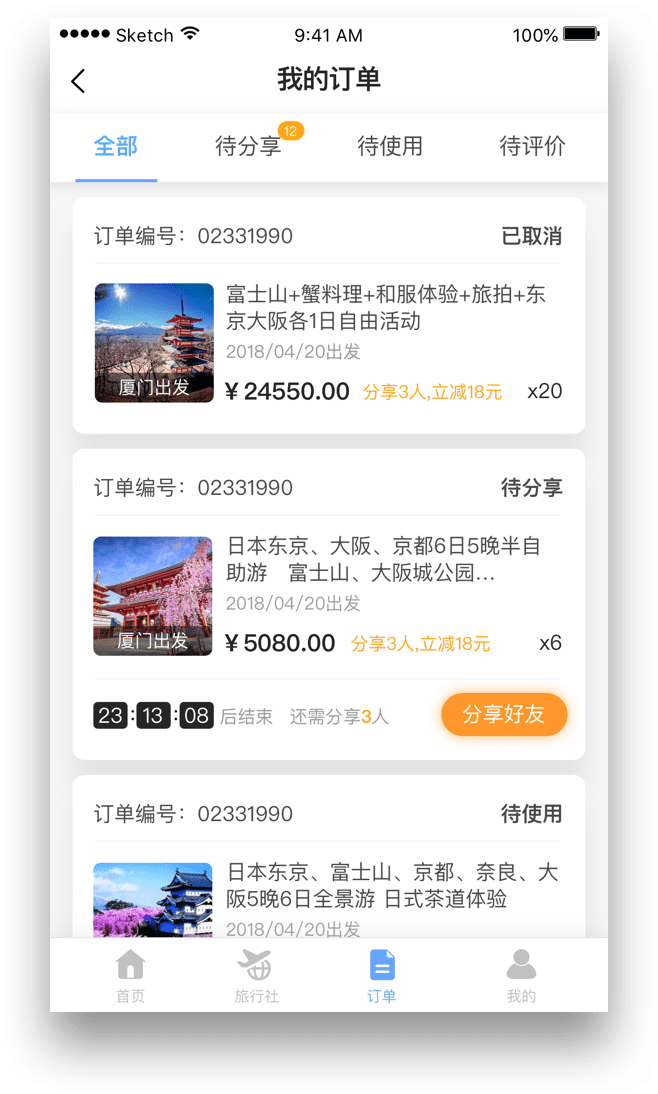 Sketch 9:41 AM 100%
我的订单
全部 待分享 12 待使用 待评价
订单编号：02331990 已取消
富士山+蟹料理+和服体验+旅拍+东
京大阪各1日自由活动
2018/04/20出发
厦门出发
¥ 24550.00 分享3人,立减18元 x20
订单编号：02331990 待分享
日本东京、大阪、京都6日5晚半自
助游 富士山、大阪城公园...
2018/04/20出发
厦门出发
¥ 5080.00 分享3人,立减18元 x6
23:13:08 后结束 还需分享3人 分享好友
订单编号：02331990 待使用
日本东京、富士山、京都、奈良、大
阪5晚6日全景游 日式茶道体验
2018/04/20出发
首页 旅行社 订单 我的